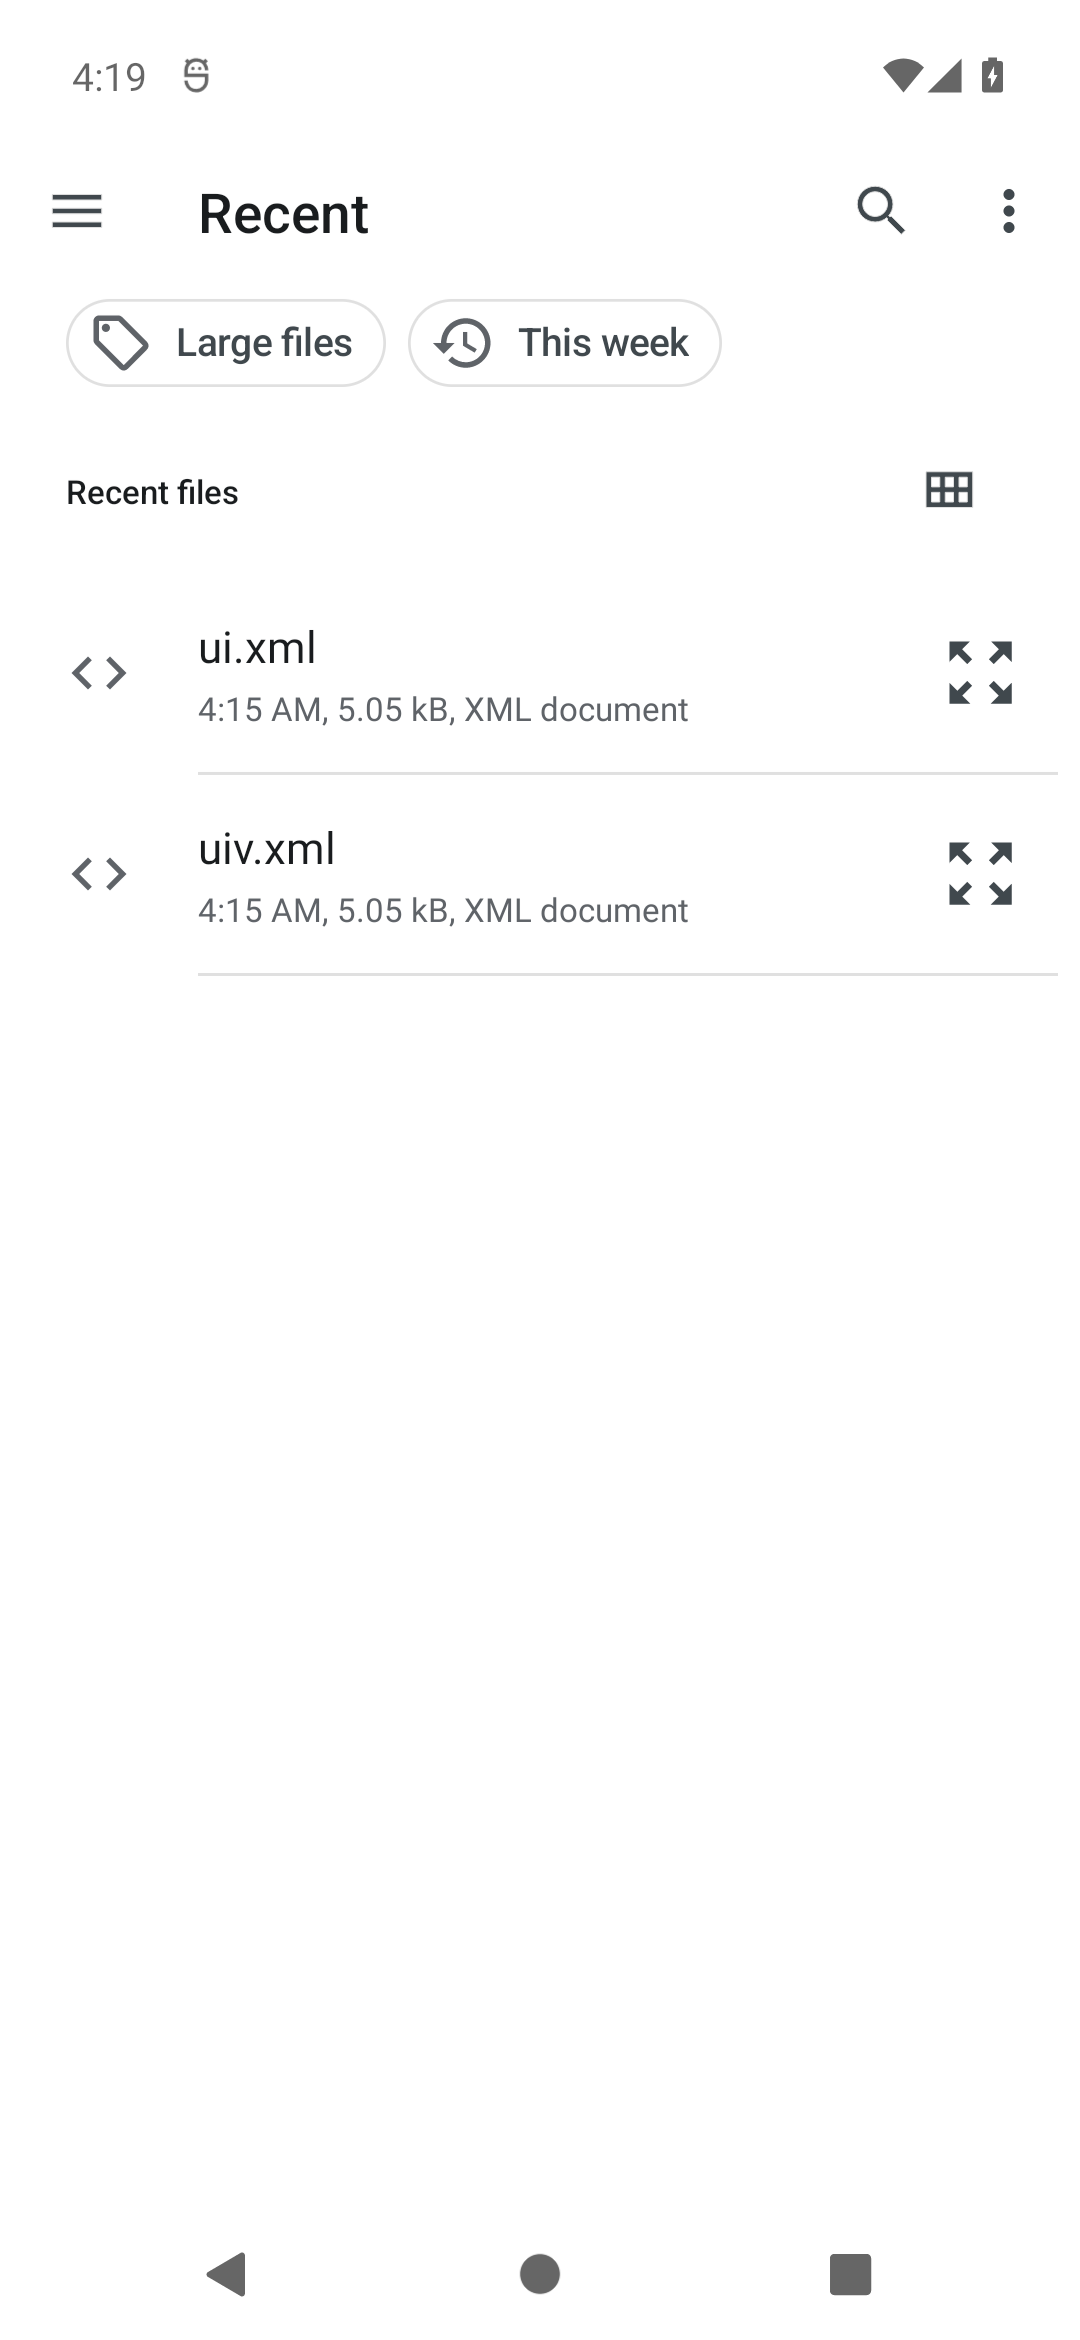 4:19
Recent
Large files
This week
Recent files
ui.xml
4:15 AM, 5.05 kB, XML document
uiv.xml
4:15 AM, 5.05 kB, XML document